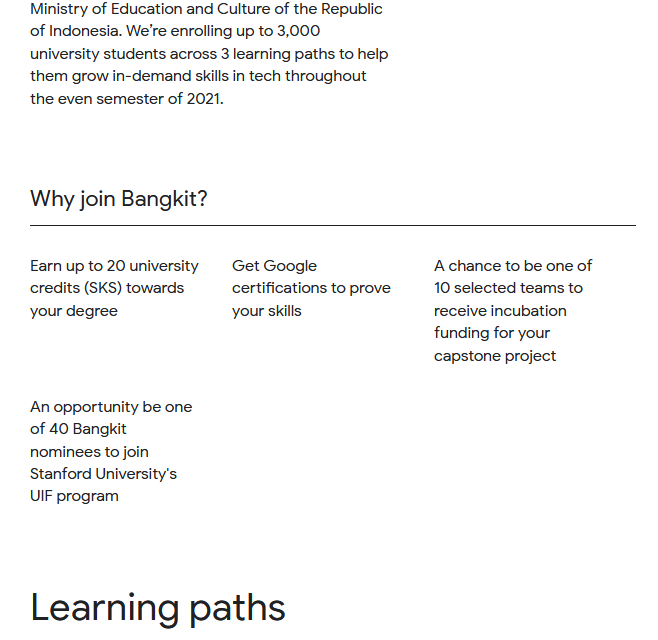 Ministry of Education and Culture of the Republic
of Indonesia. We're enrolling up to 3,000
university students across 3 learning paths to help
them grow in-demand skills in tech throughout
the even semester of 2021.
Why join Bangkit?
Earn up to 20 university
credits (SKS) towards
your degree
Get Google
certifications to prove
your skills
A chance to be one of
10 selected teams to
receive incubation
funding for your
capstone project
An opportunity be one
of 40 Bangkit
nominees to join
Stanford University's
UIF program
Learning paths